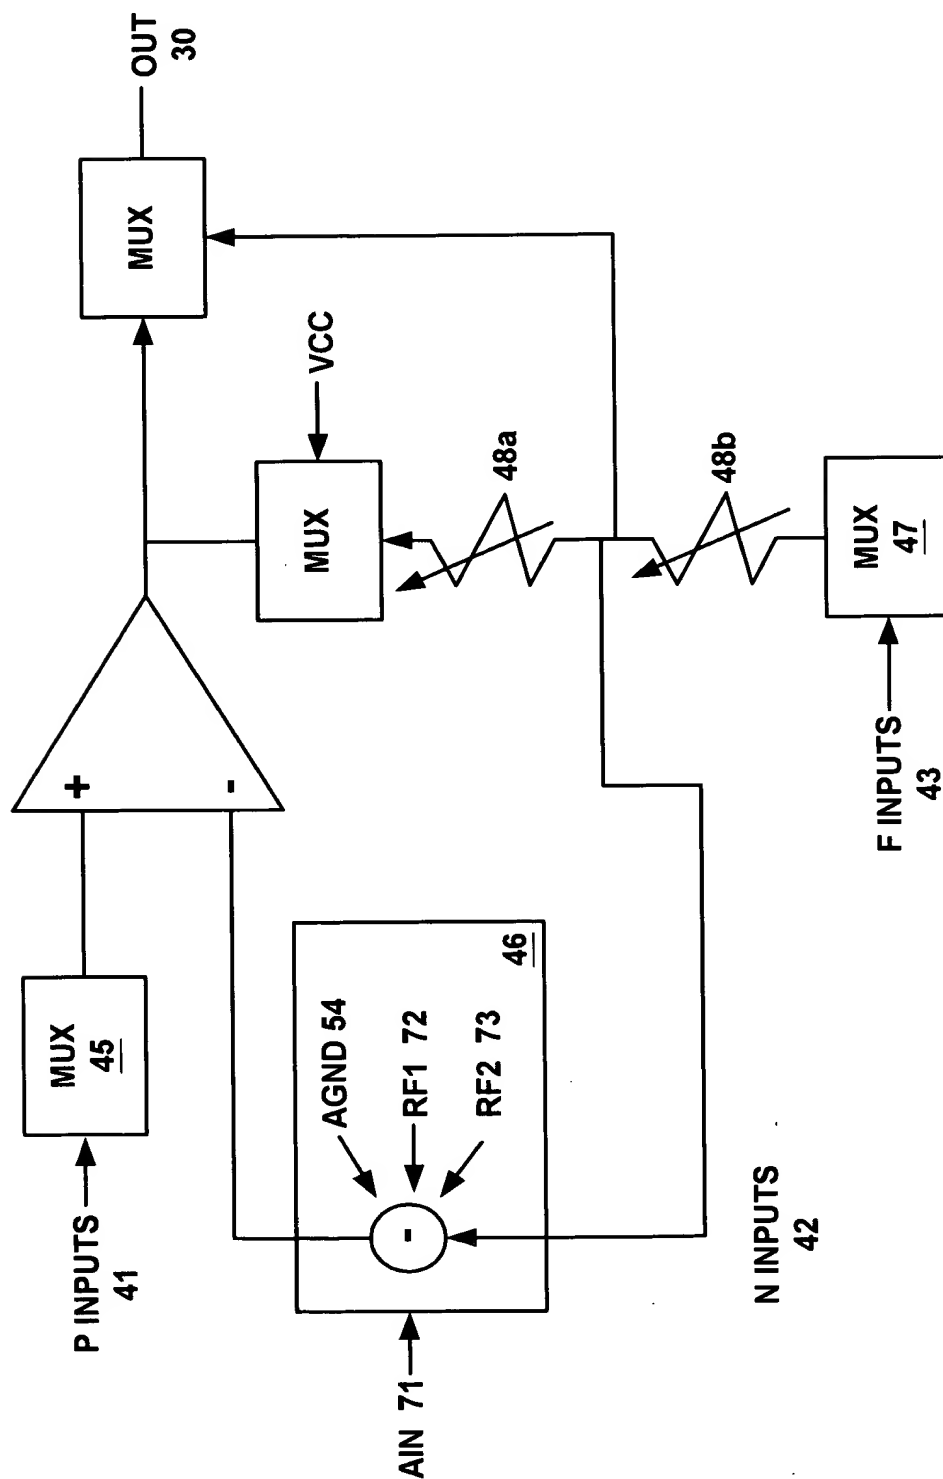 P INPUTS
41
MUX
45
+
-
MUX
OUT
30
VCC
MUX
48a
48b
AIN 71
AGND 54
RF1 72
RF2 73
-
46
N INPUTS
42
F INPUTS
43
MUX
47